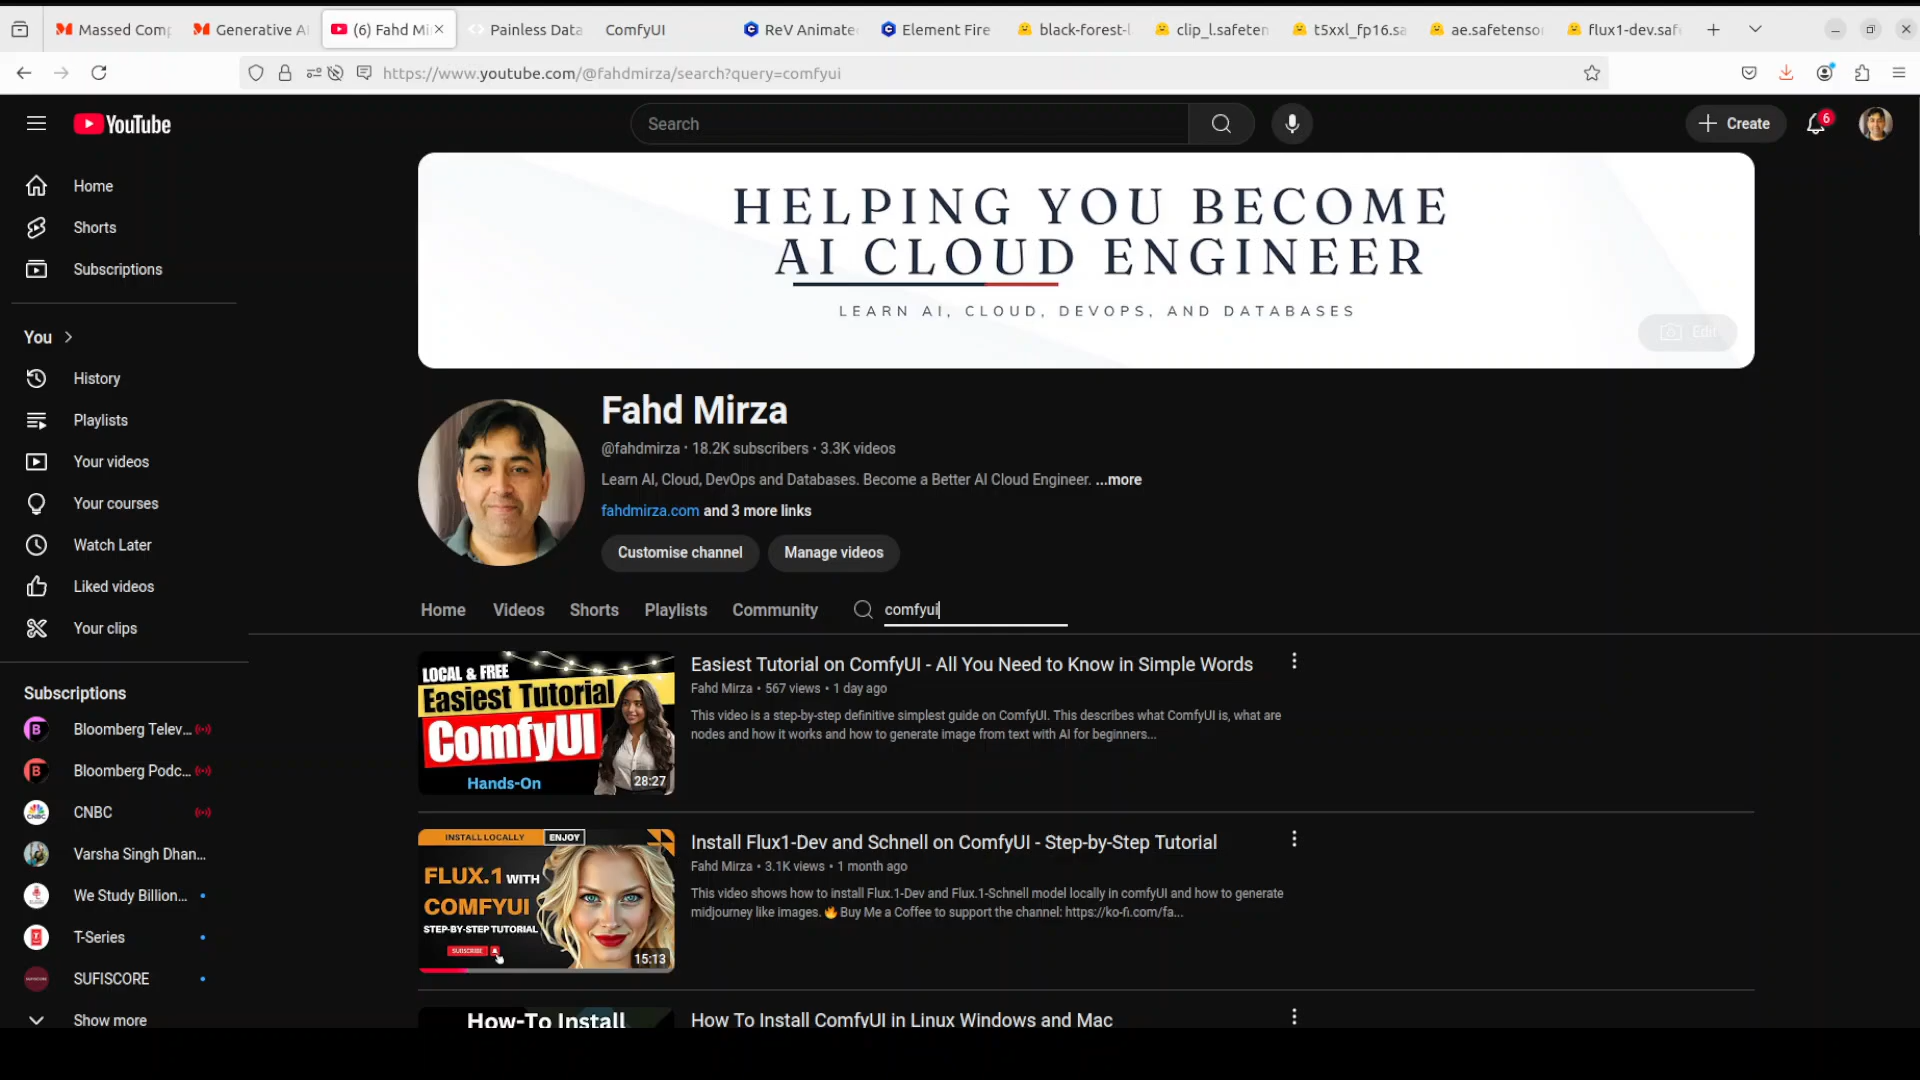 Massed Comp
Generative AI
(6) Fahd Mir
Painless Data
ComfyUI
ReV Animate
Element Fire
black-forest-l
clip_l.safeten
t5xxl_fp16.sa
ae.safetenso
flux1-dev.saf
https://www.youtube.com/@fahdmirza/search?query=comfyui
YouTube
Search
Create
6
Home
Shorts
Subscriptions
You
History
Playlists
Your videos
Your courses
Watch Later
Liked videos
Your clips
Subscriptions
Bloomberg Telev...
Bloomberg Podc...
CNBC
Varsha Singh Dhan...
We Study Billion...
T-Series
SUFISCORE
Show more
HELPING YOU BECOME
AI CLOUD ENGINEER
LEARN AI, CLOUD, DEVOPS, AND DATABASES
Edit
Fahd Mirza
@fahdmirza · 18.2K subscribers · 3.3K videos
Learn AI, Cloud, DevOps and Databases. Become a Better AI Cloud Engineer. ...more
fahdmirza.com and 3 more links
Customise channel
Manage videos
Home
Videos
Shorts
Playlists
Community
comfyui
LOCAL & FREE
Easiest Tutorial
ComfyUI
Hands-On
28:27
Easiest Tutorial on ComfyUI - All You Need to Know in Simple Words
Fahd Mirza • 567 views • 1 day ago
This video is a step-by-step definitive simplest guide on ComfyUI. This describes what ComfyUI is, what are
nodes and how it works and how to generate image from text with AI for beginners...
INSTALL LOCALLY
ENJOY
FLUX.1 WITH
COMFYUI
STEP-BY-STEP TUTORIAL
SUBSCRIBE
15:13
Install Flux1-Dev and Schnell on ComfyUI - Step-by-Step Tutorial
Fahd Mirza • 3.1K views • 1 month ago
This video shows how to install Flux.1-Dev and Flux.1-Schnell model locally in comfyUI and how to generate
midjourney like images. 🔥 Buy Me a Coffee to support the channel: https://ko-fi.com/fa...
How-To Install
How To Install ComfyUI in Linux Windows and Mac